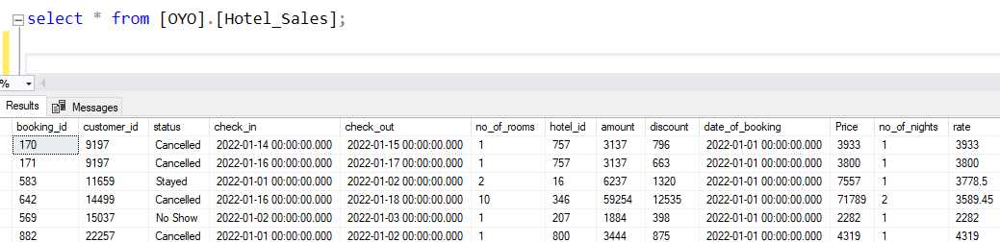 select * from [OYO].[Hotel_Sales];
%
Results Messages
booking_id customer_id status check_in check_out no_of_rooms hotel_id amount discount date_of_booking Price no_of_nights rate
170 9197 Cancelled 2022-01-14 00:00:00.000 2022-01-15 00:00:00.000 1 757 3137 796 2022-01-01 00:00:00.000 3933 1 3933
171 9197 Cancelled 2022-01-16 00:00:00.000 2022-01-17 00:00:00.000 1 757 3137 663 2022-01-01 00:00:00.000 3800 1 3800
583 11659 Stayed 2022-01-01 00:00:00.000 2022-01-02 00:00:00.000 2 16 6237 1320 2022-01-01 00:00:00.000 7557 1 3778.5
642 14499 Cancelled 2022-01-16 00:00:00.000 2022-01-18 00:00:00.000 10 346 59254 12535 2022-01-01 00:00:00.000 71789 2 3589.45
569 15037 No Show 2022-01-02 00:00:00.000 2022-01-03 00:00:00.000 1 207 1884 398 2022-01-01 00:00:00.000 2282 1 2282
882 22257 Cancelled 2022-01-01 00:00:00.000 2022-01-02 00:00:00.000 1 800 3444 875 2022-01-01 00:00:00.000 4319 1 4319